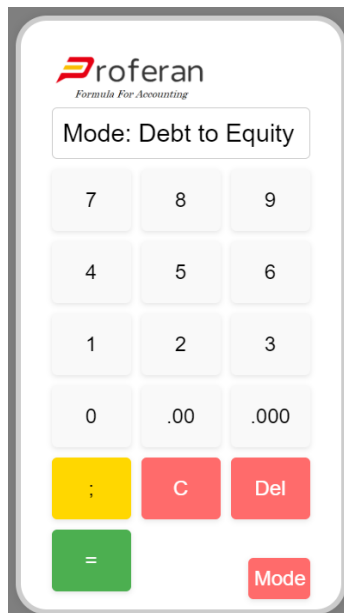 Proferan
Formula For Accounting
Mode: Debt to Equity
7 8 9
4 5 6
1 2 3
0 .00 .000
; C Del
=
Mode